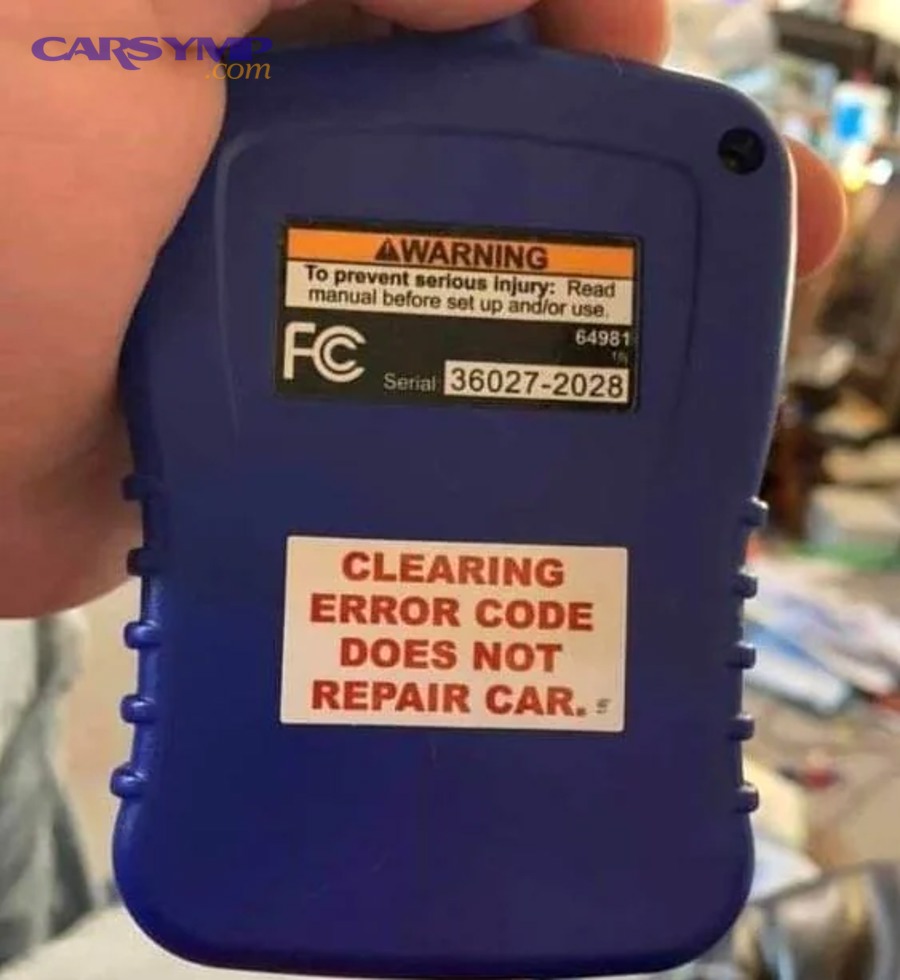 CARSYMP
.com
WARNING
To prevent serious injury: Read
manual before set up and/or use.
FC
64981
Serial 36027-2028
CLEARING
ERROR CODE
DOES NOT
REPAIR CAR.